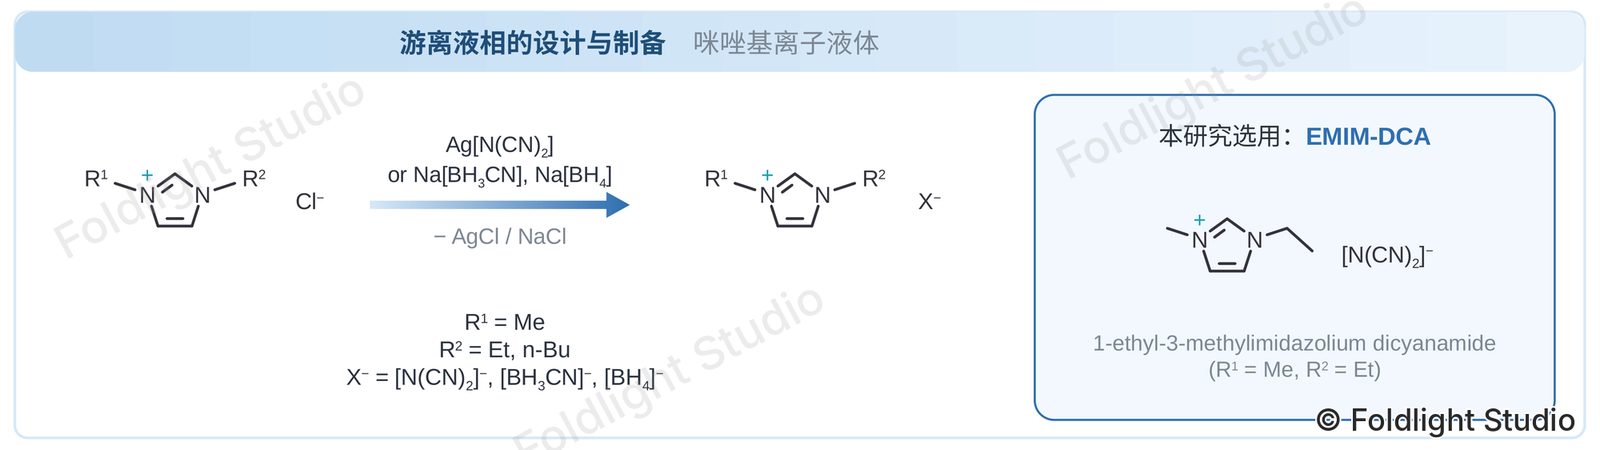 游离液相的设计与制备 咪唑基离子液体
R¹ N + N R² Cl⁻
Ag[N(CN)₂]
or Na[BH₃CN], Na[BH₄]
− AgCl / NaCl
R¹ N + N R² X⁻
R¹ = Me
R² = Et, n-Bu
X⁻ = [N(CN)₂]⁻, [BH₃CN]⁻, [BH₄]⁻
本研究选用：EMIM-DCA
N + N [N(CN)₂]⁻
1-ethyl-3-methylimidazolium dicyanamide
(R¹ = Me, R² = Et)
© Foldlight Studio
Foldlight Studio
Foldlight Studio
Foldlight Studio